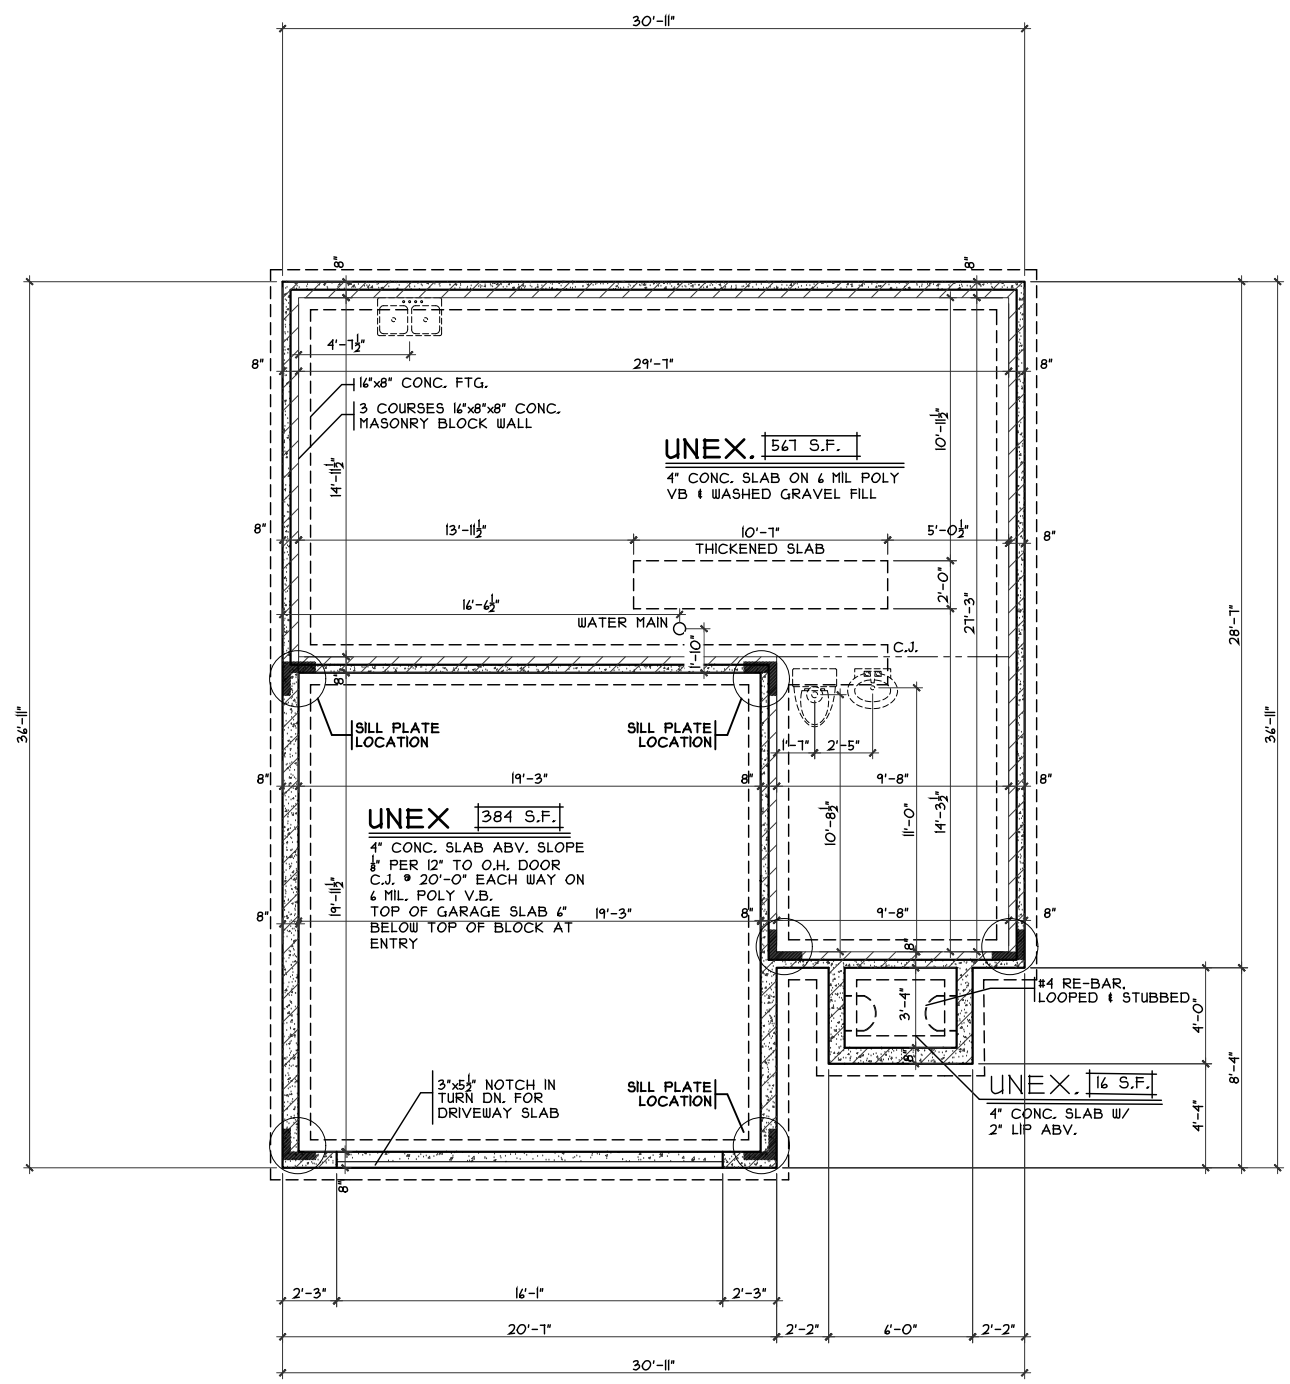 30'-11"
8"
8"
4'-7½"
8"
29'-7"
8"
16"x8" CONC. FTG.
3 COURSES 16"x8"x8" CONC.
MASONRY BLOCK WALL
10'-11½"
UNEX. 567 S.F.
4" CONC. SLAB ON 6 MIL POLY
VB & WASHED GRAVEL FILL
14'-11½"
8"
13'-11½"
10'-7"
5'-0½"
8"
THICKENED SLAB
2'-0"
16'-6½"
27'-3"
WATER MAIN
1'-10"
C.J.
28'-7"
8"
36'-11"
36'-11"
SILL PLATE
LOCATION
SILL PLATE
LOCATION
1'-7"
2'-5"
8"
19'-3"
8"
9'-8"
8"
UNEX 384 S.F.
4" CONC. SLAB ABV. SLOPE
⅛" PER 12" TO O.H. DOOR
C.J. @ 20'-0" EACH WAY ON
6 MIL. POLY V.B.
TOP OF GARAGE SLAB 6"
BELOW TOP OF BLOCK AT
ENTRY
10'-8½"
11'-0"
14'-3½"
19'-11½"
8"
19'-3"
8"
9'-8"
8"
8"
#4 RE-BAR.
LOOPED & STUBBED
3'-4"
4'-0"
8"
8'-4"
UNEX. 16 S.F.
4" CONC. SLAB W/
2" LIP ABV.
4'-4"
3"x5½" NOTCH IN
TURN DN. FOR
DRIVEWAY SLAB
SILL PLATE
LOCATION
8"
2'-3"
16'-1"
2'-3"
20'-7"
2'-2"
6'-0"
2'-2"
30'-11"